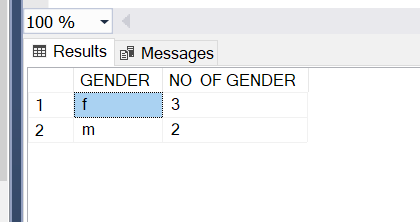 100 %
Results Messages
GENDER NO OF GENDER
1 f 3
2 m 2